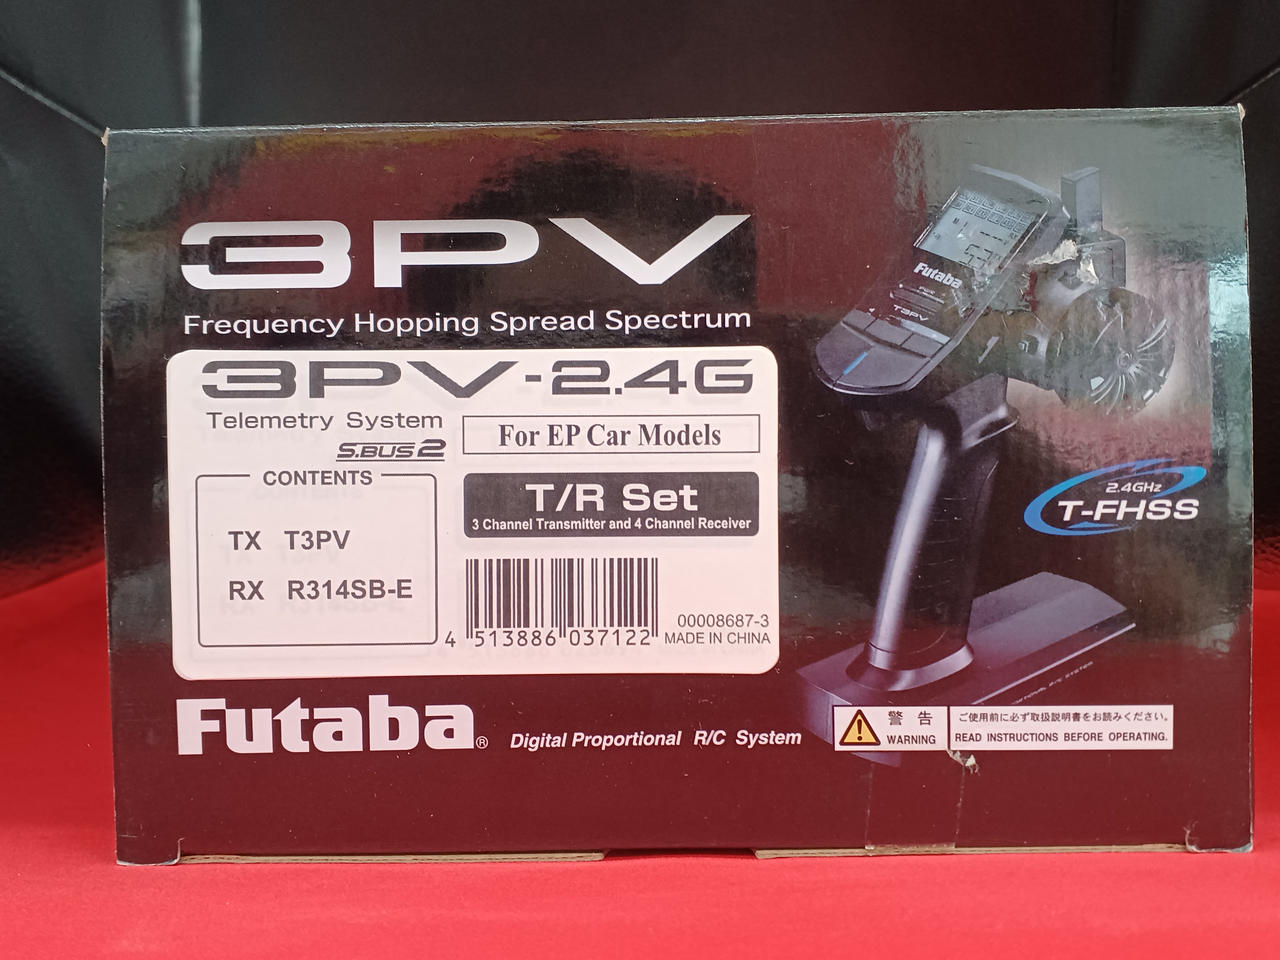 3PV
Frequency Hopping Spread Spectrum
3PV-2.4G
Telemetry System
S.BUS2
For EP Car Models
CONTENTS
TX T3PV
RX R314SB-E
T/R Set
3 Channel Transmitter and 4 Channel Receiver
4 513886 037122
00008687-3
MADE IN CHINA
Futaba
T3PV
2.4GHz
T-FHSS
Futaba®
Digital Proportional R/C System
警告
WARNING
ご使用前に必ず取扱説明書をお読みください。
READ INSTRUCTIONS BEFORE OPERATING.